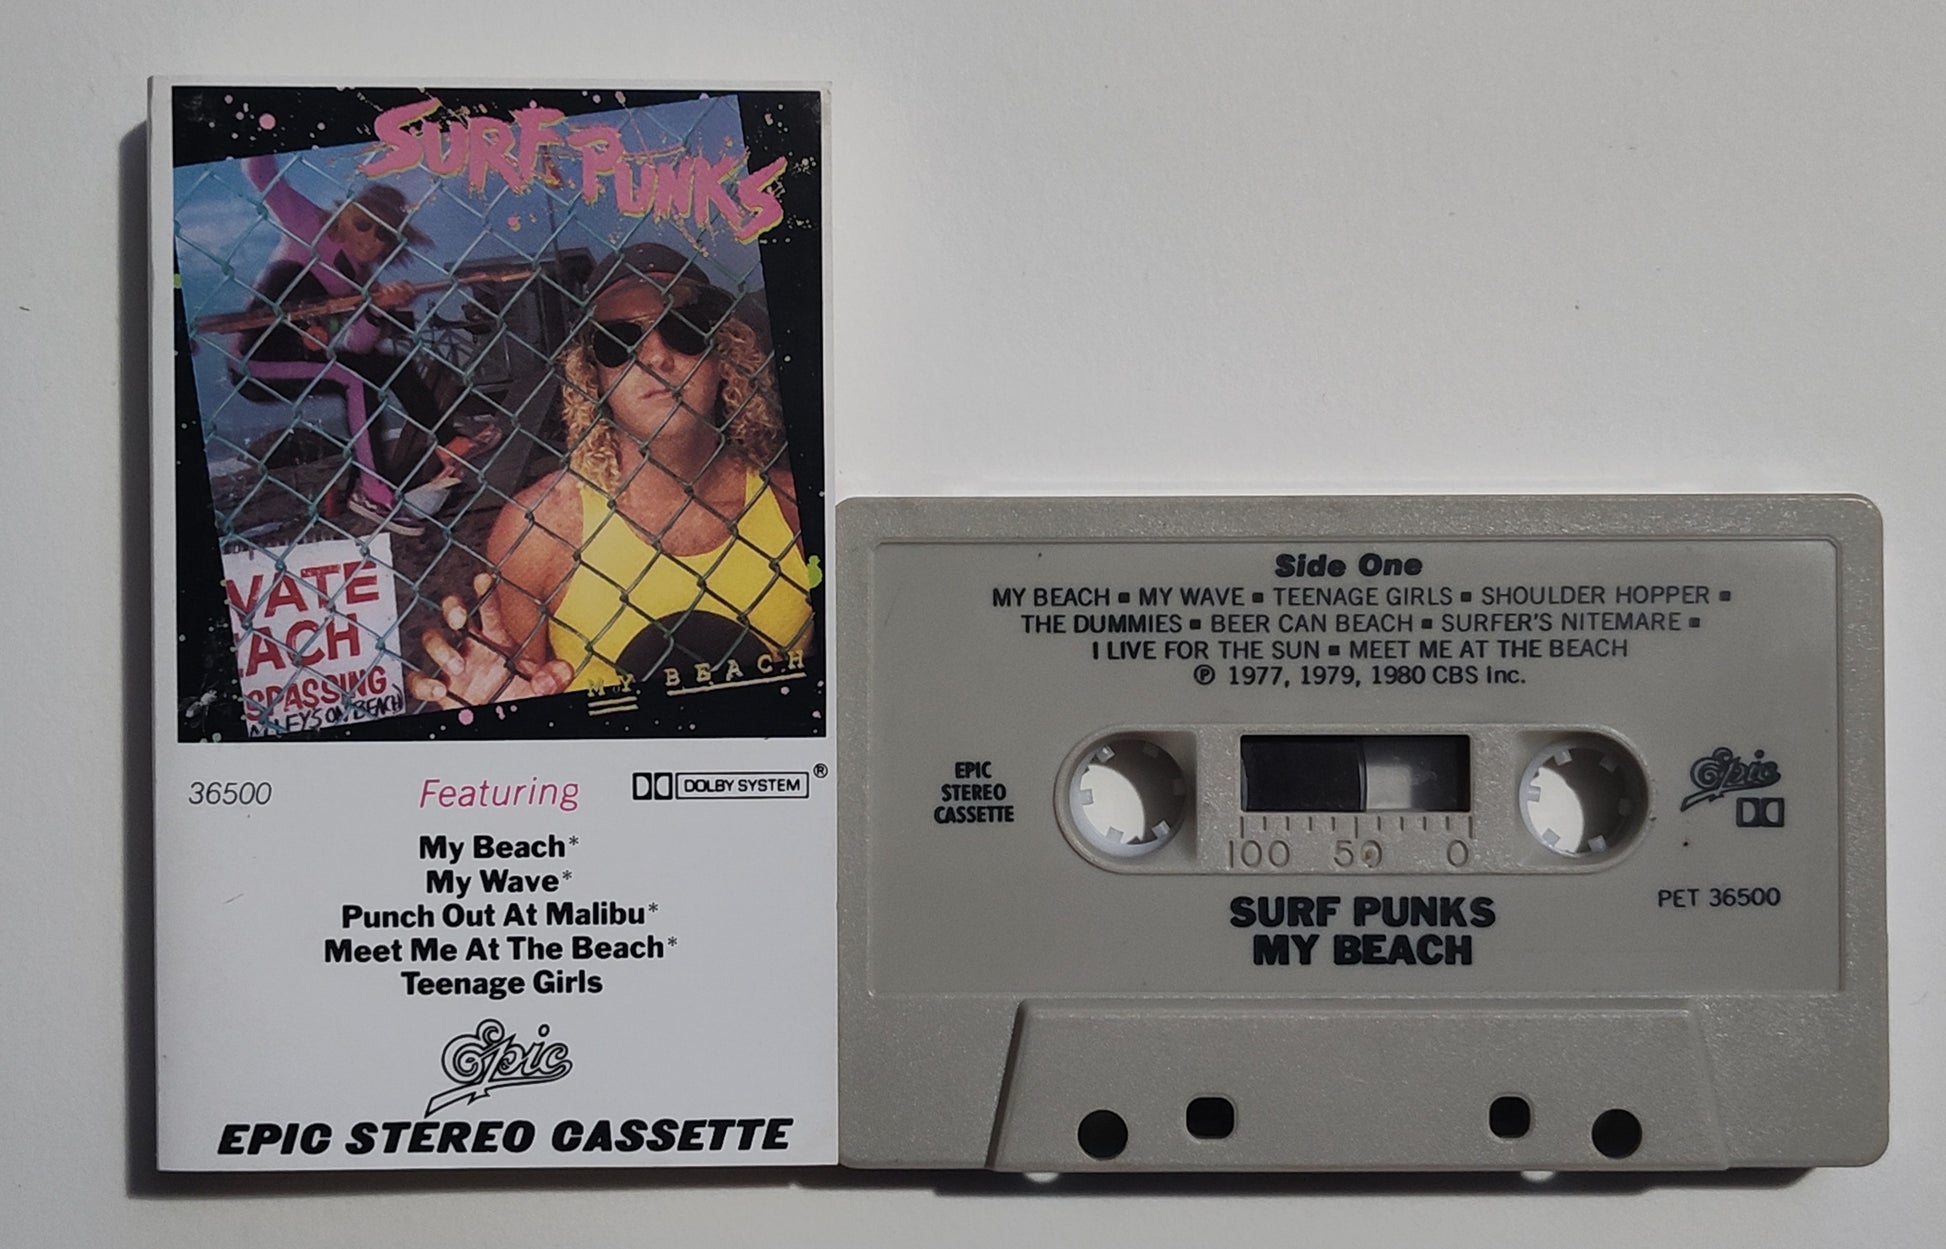 SURF PUNKS
VATE
ACH
SPASSING
LEYS ON BEACH
MY BEACH
36500
Featuring
DOLBY SYSTEM ®
My Beach*
My Wave*
Punch Out At Malibu*
Meet Me At The Beach*
Teenage Girls
Epic
EPIC STEREO CASSETTE
Side One
MY BEACH ▪ MY WAVE ▪ TEENAGE GIRLS ▪ SHOULDER HOPPER ▪
THE DUMMIES ▪ BEER CAN BEACH ▪ SURFER'S NITEMARE ▪
I LIVE FOR THE SUN ▪ MEET ME AT THE BEACH
℗ 1977, 1979, 1980 CBS Inc.
EPIC
STEREO
CASSETTE
100 50 0
Epic
PET 36500
SURF PUNKS
MY BEACH